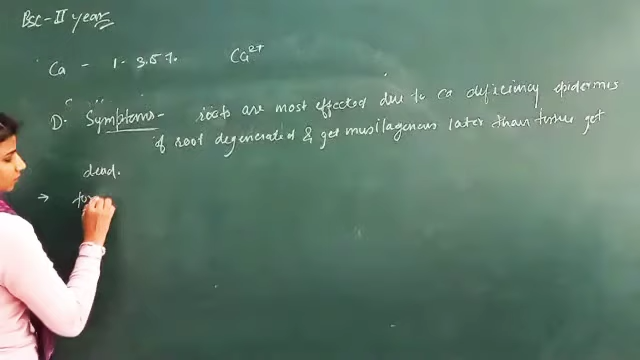 BSC-II year
Ca - 1-3.5% Ca2+
D. Symptoms- roots are most effected due to ca deficiency epidermis
of root degenerated & get musilagenous later than tissue get
dead.
→